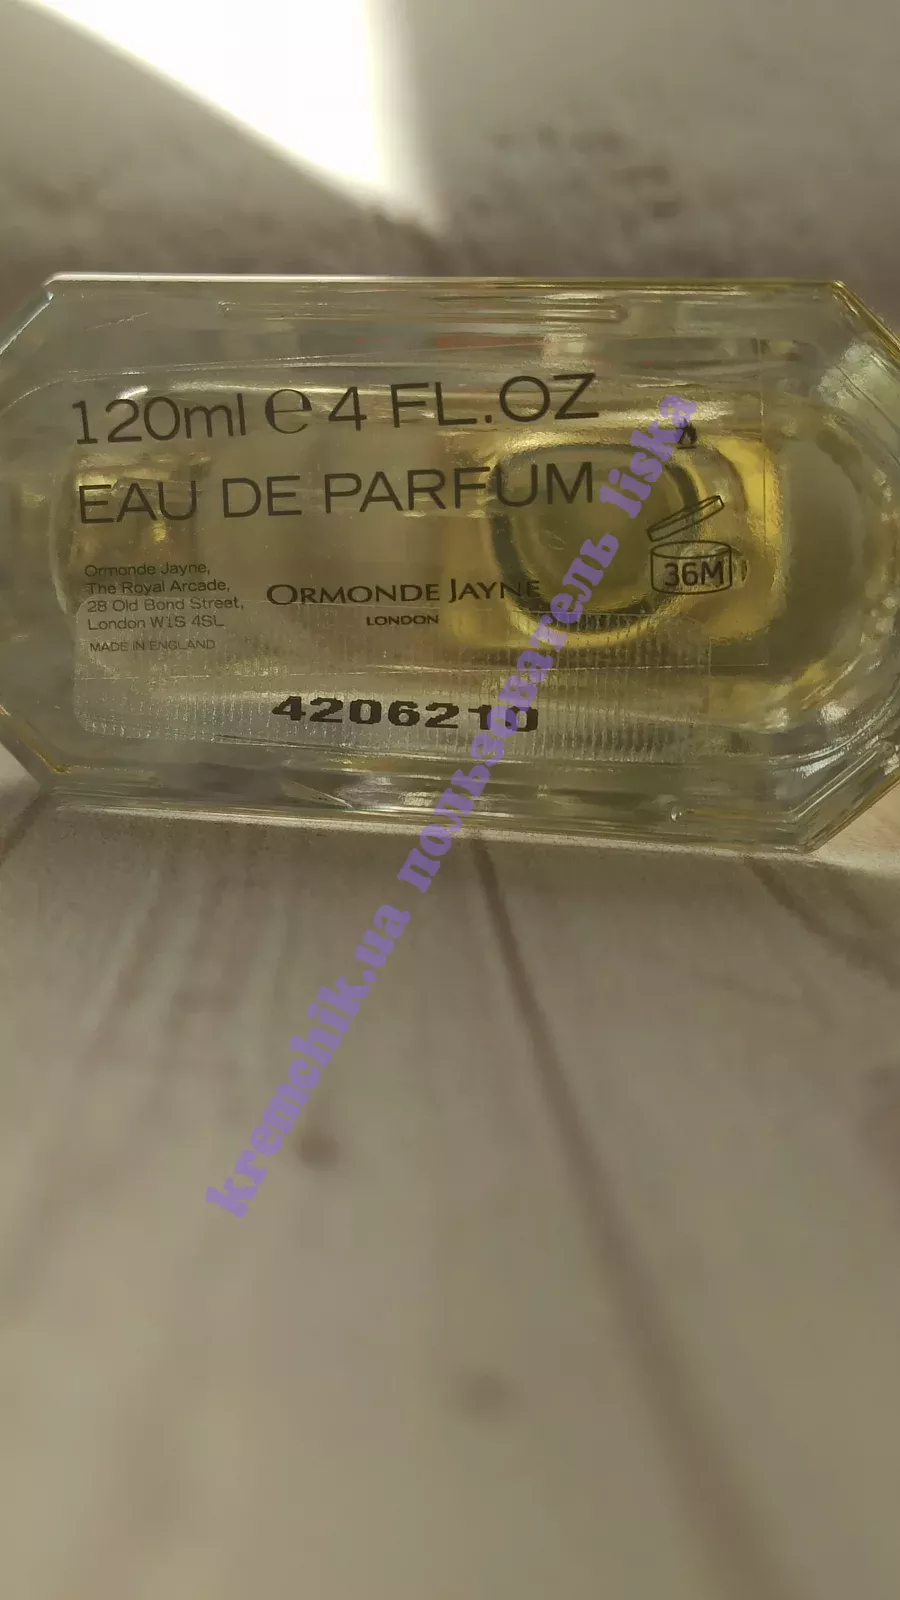 120ml e 4 FL.OZ
EAU DE PARFUM
Ormonde Jayne,
The Royal Arcade,
28 Old Bond Street,
London W1S 4SL
MADE IN ENGLAND
ORMONDE JAYNE
LONDON
36M
4206210
kremchik.ua пользователь liska